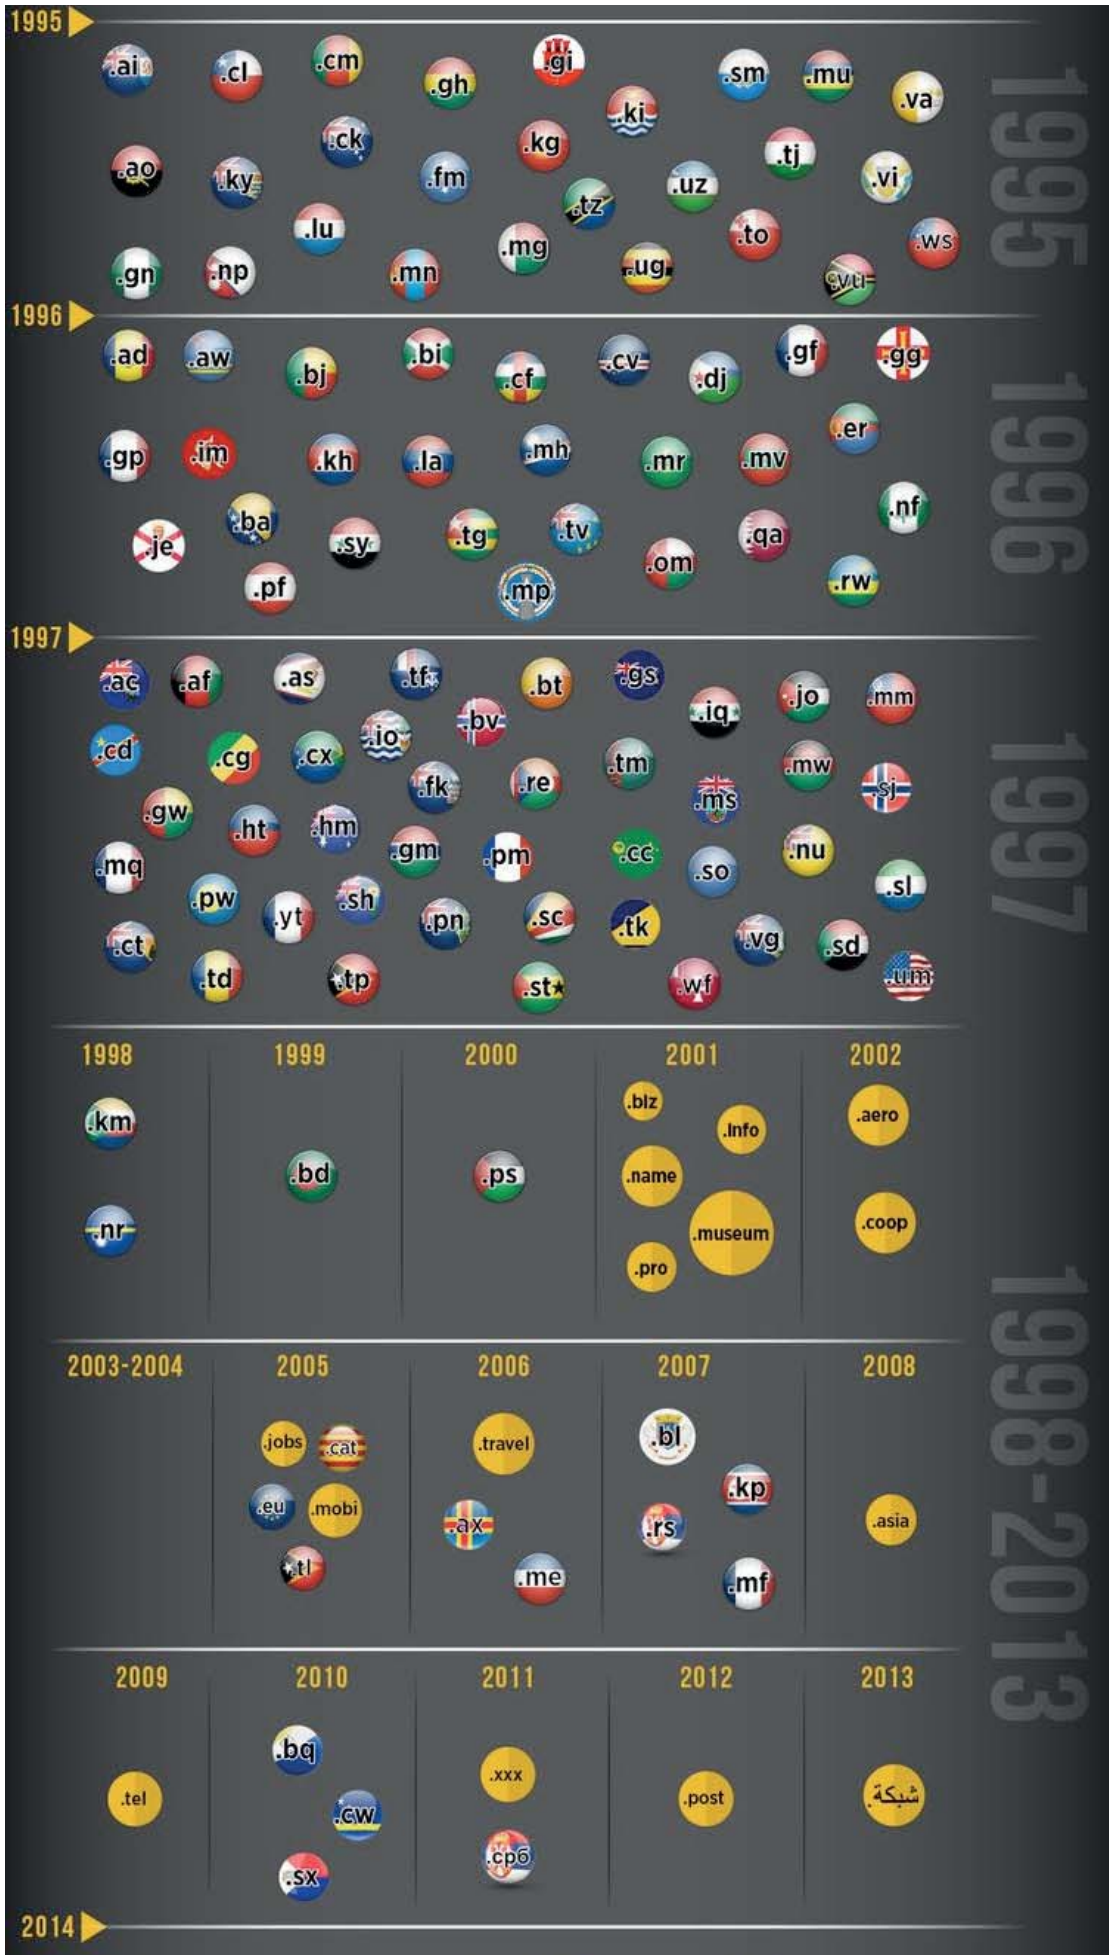 1995
.ai .cl .cm .gh .gi .ki .sm .mu .va
.ao .ky .ck .fm .kg .tz .uz .tj .vi
.gn .np .lu .mn .mg .ug .to .vu .ws
1995
1996
.ad .aw .bj .bi .cf .cv .dj .gf .gg
.gp .im .kh .la .mh .mr .mv .er
.je .ba .sy .tg .tv .qa .nf
.pf .mp .om .rw
1996
1997
.ac .af .as .tf .bt .gs .iq .jo .mm
.cd .cg .cx .io .bv .tm .mw
.gw .fk .re .ms .sj
.mq .ht .hm .gm .pm .cc .so .nu .sl
.pw .yt .sh .pn .sc .tk
.ct .td .tp .st .wf .vg .sd .um
1997
1998 1999 2000 2001 2002
.km .bd .ps .biz .info .aero
.nr .name .museum .pro .coop
2003-2004 2005 2006 2007 2008
.jobs .cat .travel .bl .kp
.eu .mobi .ax .rs .asia
.tl .me .mf
1998-2013
2009 2010 2011 2012 2013
.tel .bq .xxx .post شبكة.
.cw
.sx .срб
2014